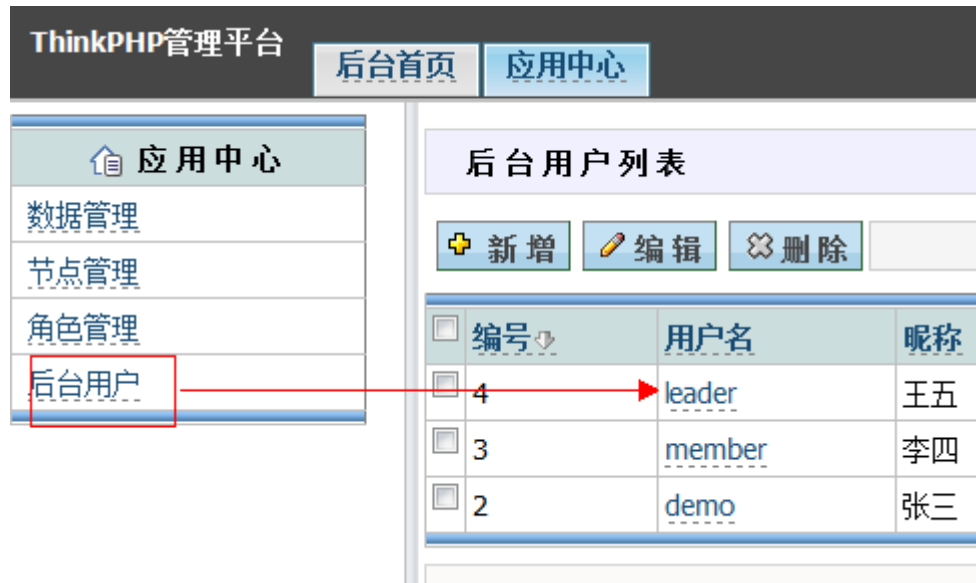 ThinkPHP管理平台
后台首页 应用中心
应用中心
数据管理
节点管理
角色管理
后台用户
后台用户列表
新增 编辑 删除
编号 用户名 昵称
4 leader 王五
3 member 李四
2 demo 张三